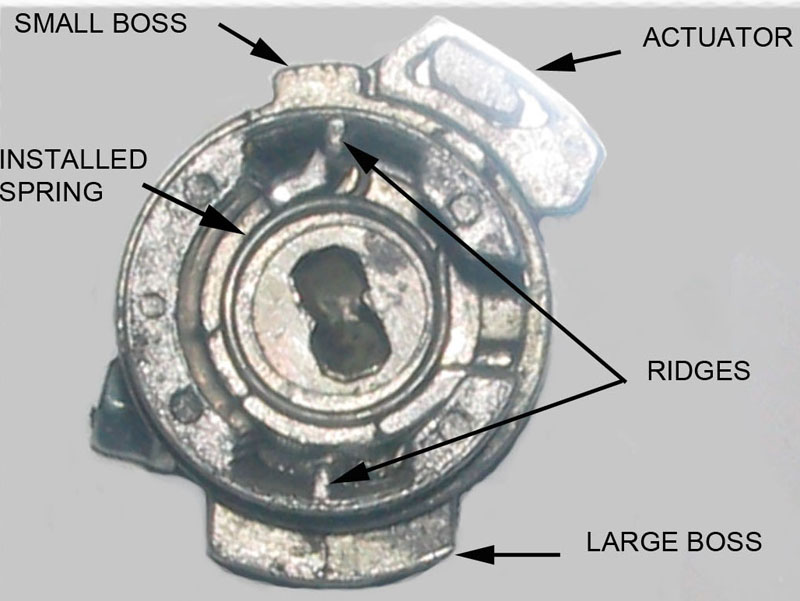 SMALL BOSS
ACTUATOR
INSTALLED
SPRING
RIDGES
LARGE BOSS